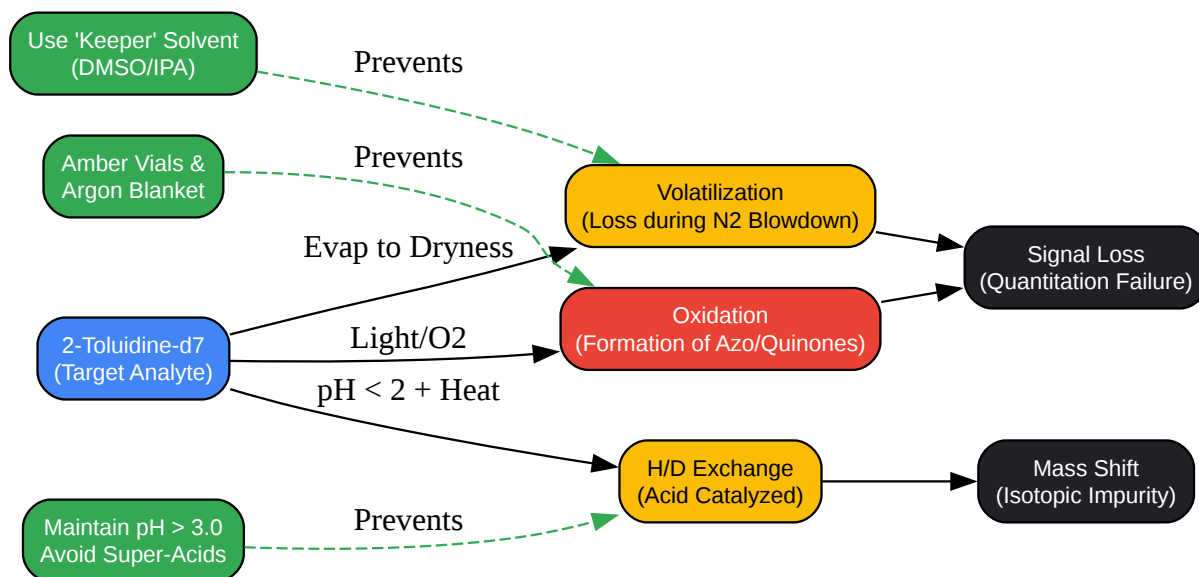 Use 'Keeper' Solvent
(DMSO/IPA)
Prevents
Amber Vials &
Argon Blanket
Prevents
Volatilization
(Loss during N2 Blowdown)
Evap to Dryness
Signal Loss
(Quantitation Failure)
2-Toluidine-d7
(Target Analyte)
Light/O2
Oxidation
(Formation of Azo/Quinones)
pH < 2 + Heat
H/D Exchange
(Acid Catalyzed)
Mass Shift
(Isotopic Impurity)
Maintain pH > 3.0
Avoid Super-Acids
Prevents